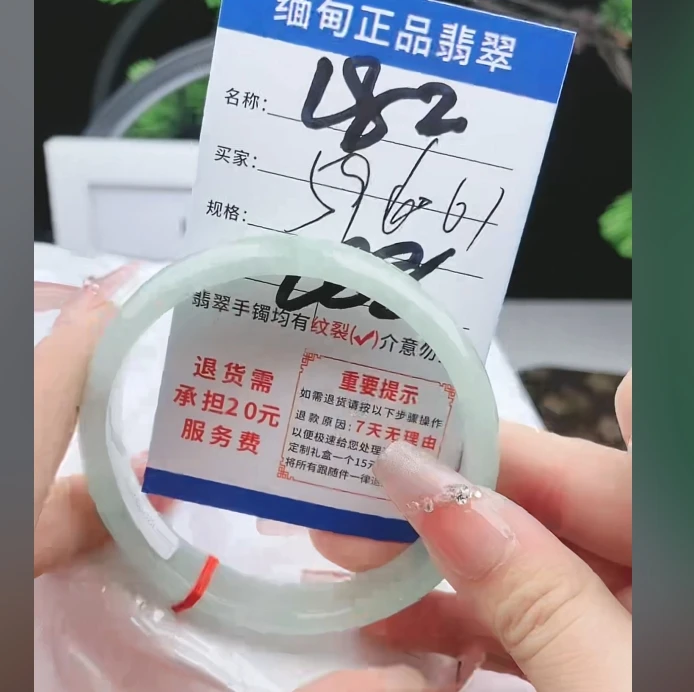 缅甸正品翡翠
名称:
买家:
规格:
翡翠手镯均有纹裂(✓)介意勿
退货需
承担20元
服务费
重要提示
如需退货请按以下步骤操作
退款原因:7天无理由
以便极速给您处理
定制礼盒一个15元
将所有跟随件一律退